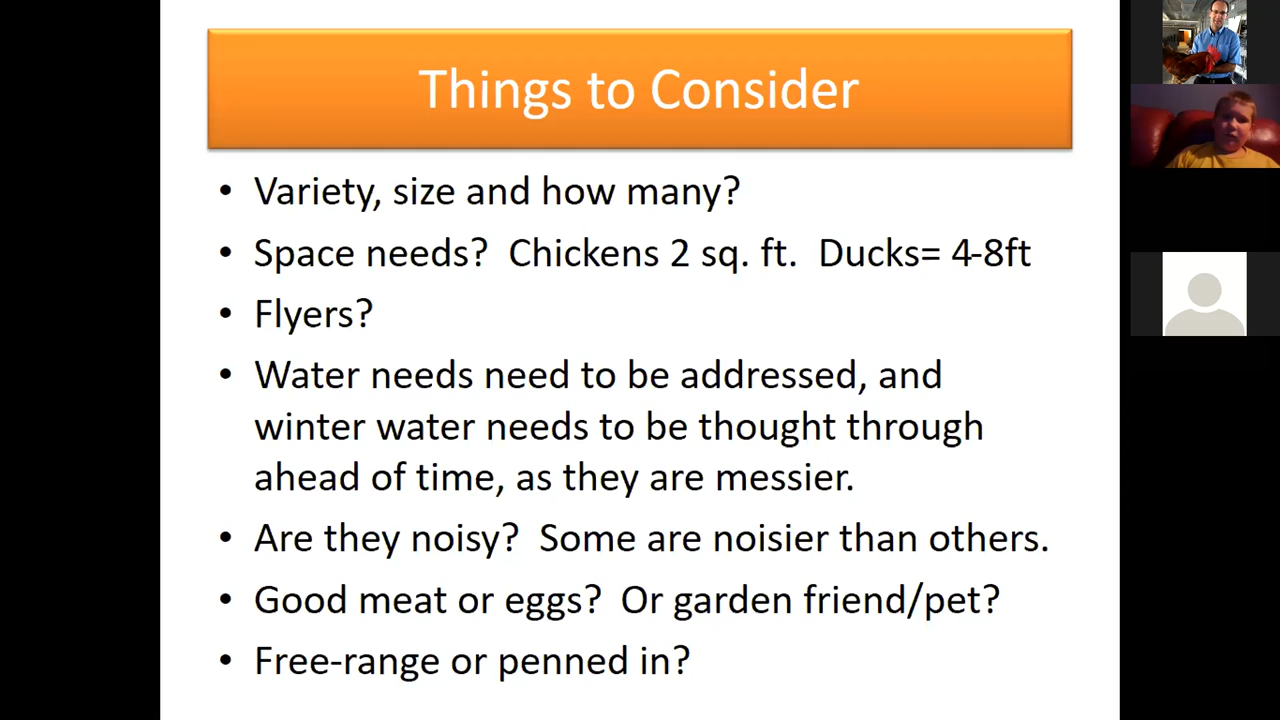 Things to Consider
• Variety, size and how many?
• Space needs?  Chickens 2 sq. ft.  Ducks= 4-8ft
• Flyers?
• Water needs need to be addressed, and
winter water needs to be thought through
ahead of time, as they are messier.
• Are they noisy?  Some are noisier than others.
• Good meat or eggs?  Or garden friend/pet?
• Free-range or penned in?